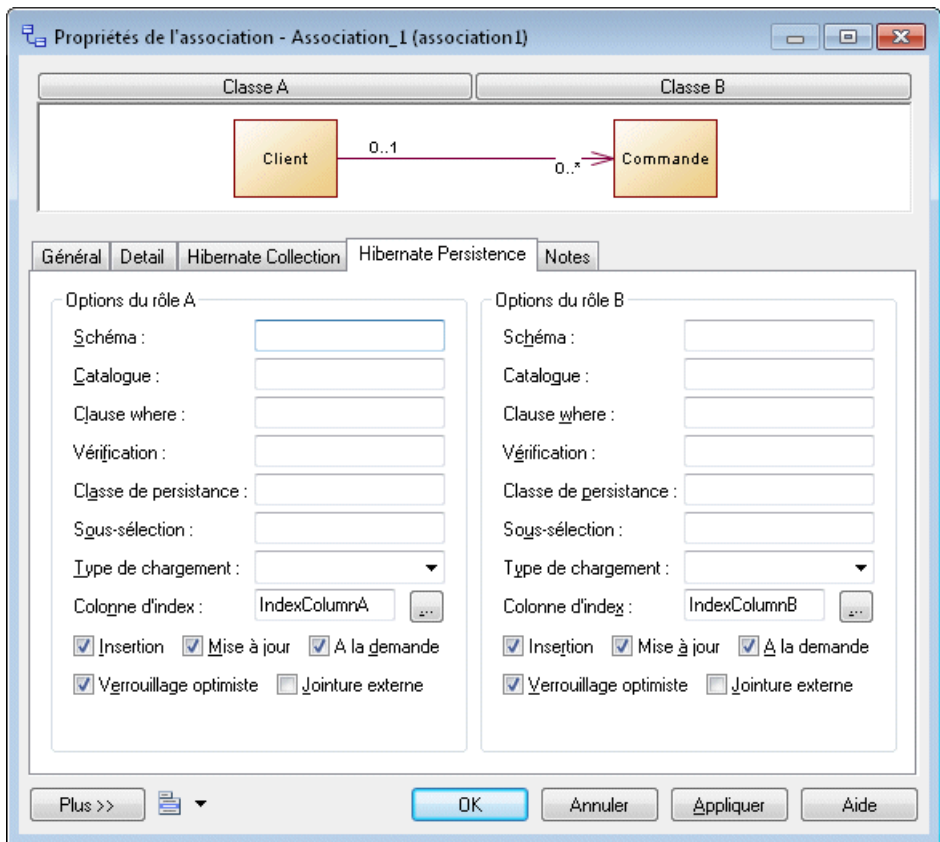 Propriétés de l'association - Association_1 (association1)
Classe A Classe B
Client 0..1 0..* Commande
Général Detail Hibernate Collection Hibernate Persistence Notes
Options du rôle A Options du rôle B
Schéma : Schéma :
Catalogue : Catalogue :
Clause where : Clause where :
Vérification : Vérification :
Classe de persistance : Classe de persistance :
Sous-sélection : Sous-sélection :
Type de chargement : Type de chargement :
Colonne d'index : IndexColumnA ... Colonne d'index : IndexColumnB ...
Insertion Mise à jour A la demande Insertion Mise à jour A la demande
Verrouillage optimiste Jointure externe Verrouillage optimiste Jointure externe
Plus >> OK Annuler Appliquer Aide